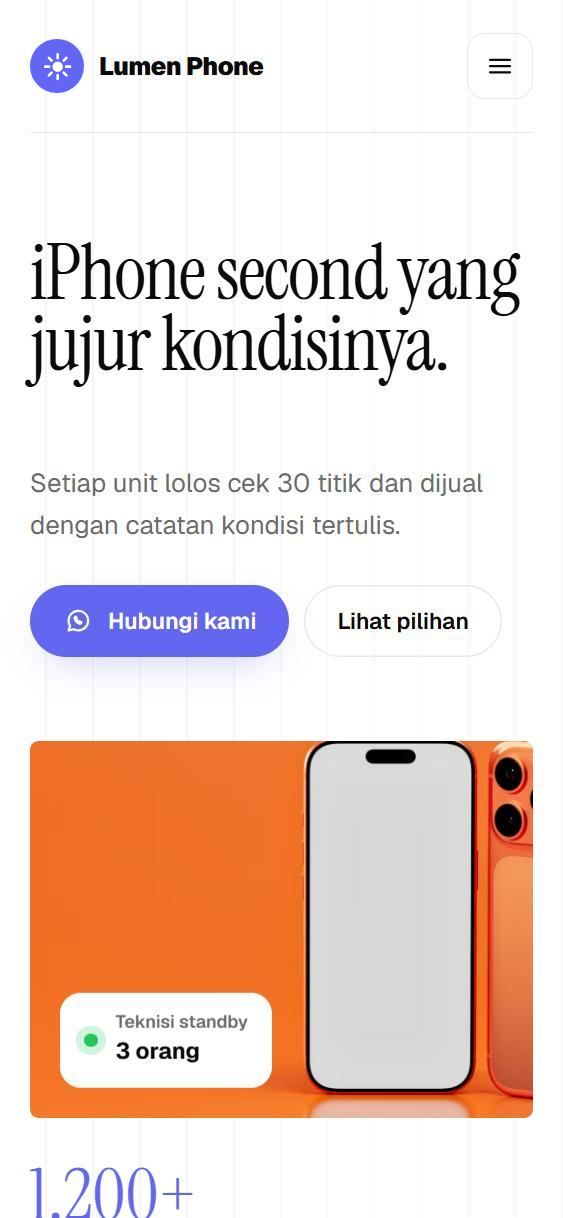 Lumen Phone
iPhone second yang
jujur kondisinya.
Setiap unit lolos cek 30 titik dan dijual
dengan catatan kondisi tertulis.
Hubungi kami
Lihat pilihan
Teknisi standby
3 orang
1.200+